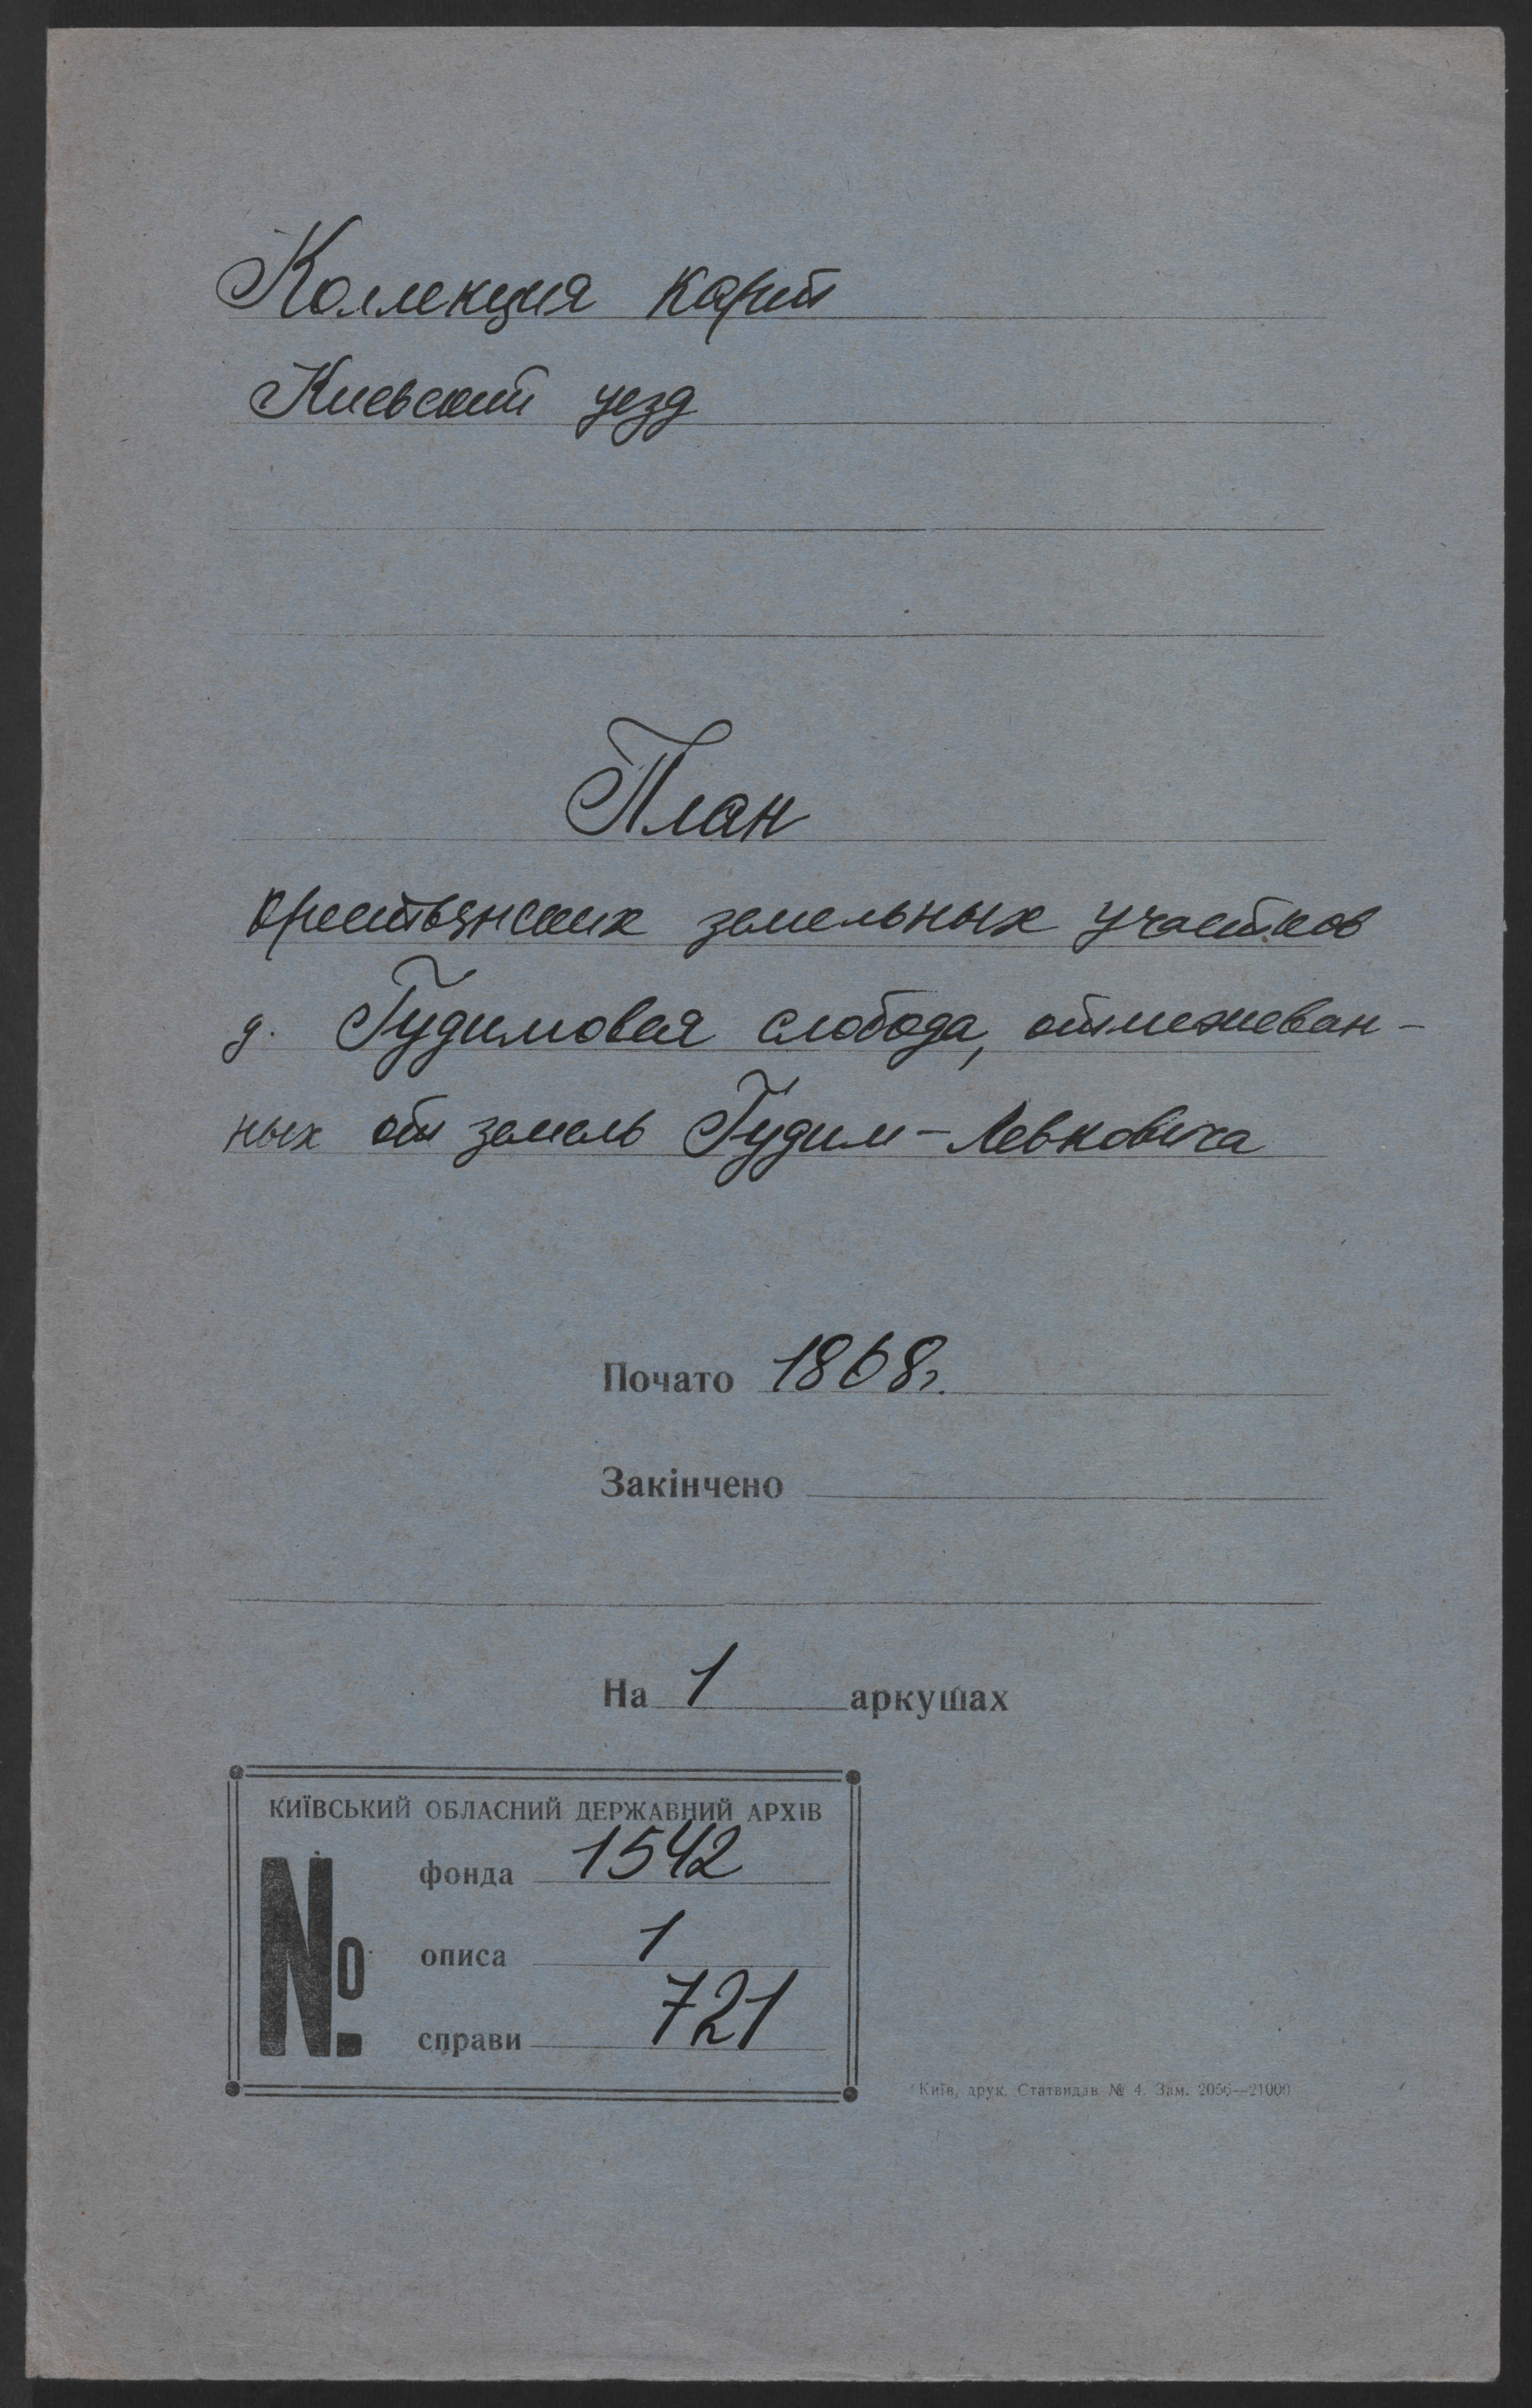 Коллекция карт
Киевский уезд
План
крестьянских земельных участков
д. Гудимовая слобода, отмежеван-
ных от земель Гудим-Левковича
Почато 1868г.
Закінчено
На 1 аркушах
КИЇВСЬКИЙ ОБЛАСНИЙ ДЕРЖАВНИЙ АРХІВ
№
фонда 1542
описа 1
справи 721
Київ, друк. Статвидав № 4. Зам. 2056—21000